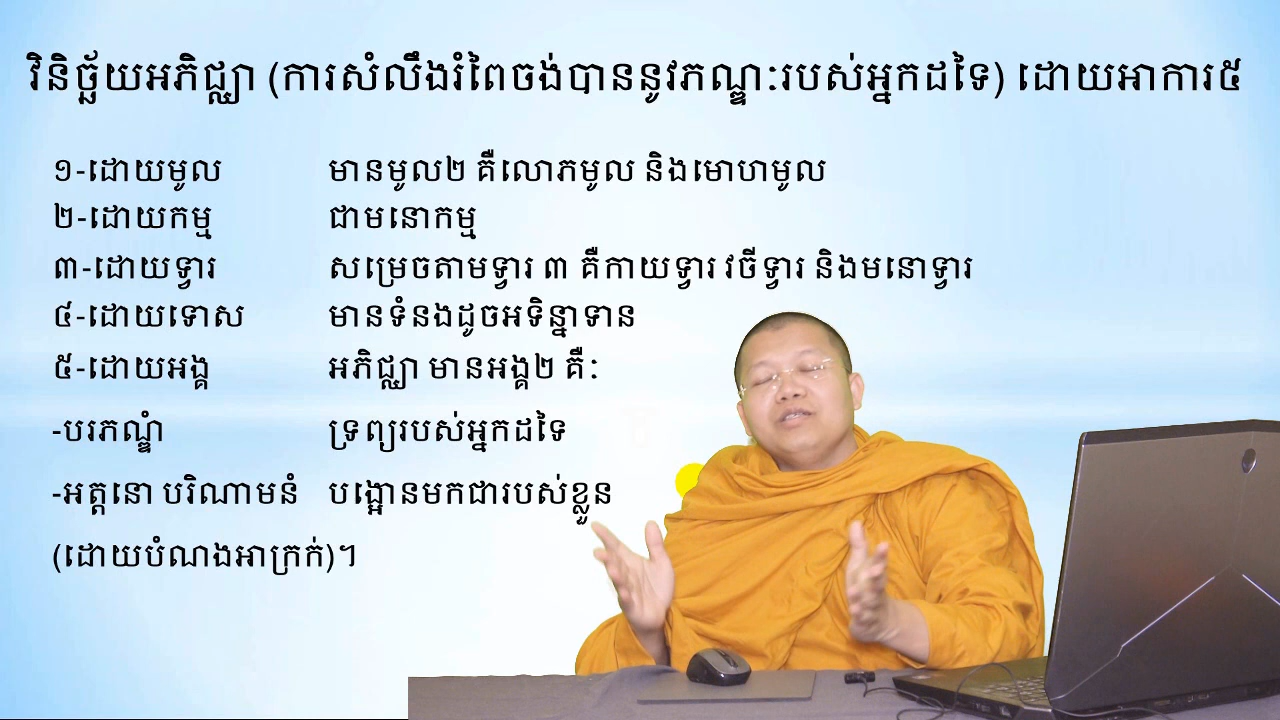 វិនិច្ឆ័យអភិជ្ឈា (ការសំលឹងរំពៃចង់បាននូវភណ្ឌៈរបស់អ្នកដទៃ) ដោយអាការ៥
១-ដោយមូល មានមូល២ គឺលោភមូល និងមោហមូល
២-ដោយកម្ម ជាមនោកម្ម
៣-ដោយទ្វារ សម្រេចតាមទ្វារ ៣ គឺកាយទ្វារ វចីទ្វារ និងមនោទ្វារ
៤-ដោយទោស មានទំនងដូចអទិន្នាទាន
៥-ដោយអង្គ អភិជ្ឈា មានអង្គ២ គឺៈ
-បរភណ្ឌំ ទ្រព្យរបស់អ្នកដទៃ
-អត្តនោ បរិណាមនំ បង្អោនមកជារបស់ខ្លួន
(ដោយបំណងអាក្រក់)។